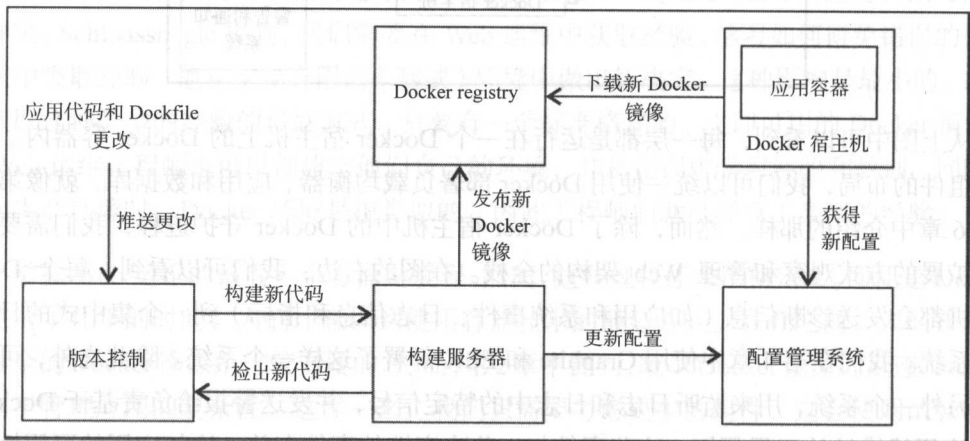 应用代码和 Dockfile
更改
Docker registry
下载新 Docker
镜像
应用容器
Docker 宿主机
推送更改
发布新
Docker
镜像
获得
新配置
构建新代码
版本控制
检出新代码
构建服务器
更新配置
配置管理系统